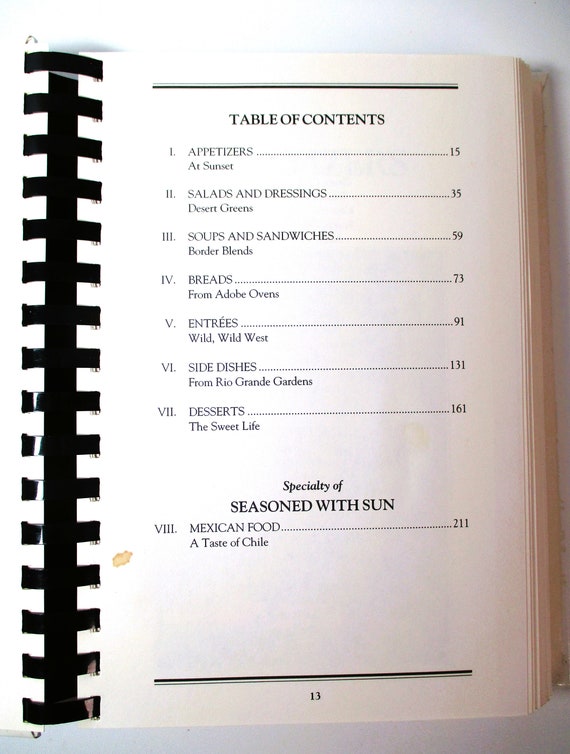 TABLE OF CONTENTS
I. APPETIZERS ........................................ 15
At Sunset
II. SALADS AND DRESSINGS ........................................ 35
Desert Greens
III. SOUPS AND SANDWICHES ........................................ 59
Border Blends
IV. BREADS ........................................ 73
From Adobe Ovens
V. ENTRÉES ........................................ 91
Wild, Wild West
VI. SIDE DISHES ........................................ 131
From Rio Grande Gardens
VII. DESSERTS ........................................ 161
The Sweet Life
Specialty of
SEASONED WITH SUN
VIII. MEXICAN FOOD ........................................ 211
A Taste of Chile
13